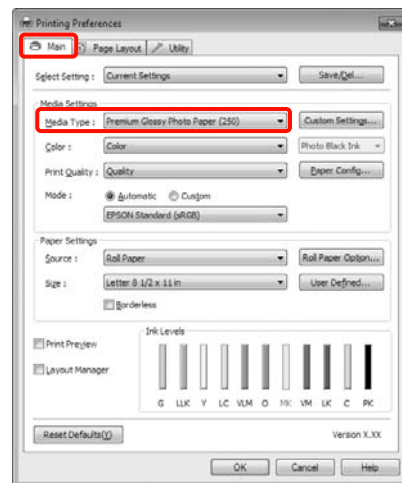 Printing Preferences
Main Page Layout Utility
Select Setting : Current Settings Save/Del...
Media Settings
Media Type : Premium Glossy Photo Paper (250) Custom Settings...
Color : Color Photo Black Ink
Print Quality : Quality Paper Config...
Mode : Automatic Custom
EPSON Standard (sRGB)
Paper Settings
Source : Roll Paper Roll Paper Option...
Size : Letter 8 1/2 x 11 in User Defined...
Borderless
Ink Levels
Print Preview
Layout Manager
G LLK Y LC VLM O MK VM LK C PK
Reset Defaults(Y) Version X.XX
OK Cancel Help